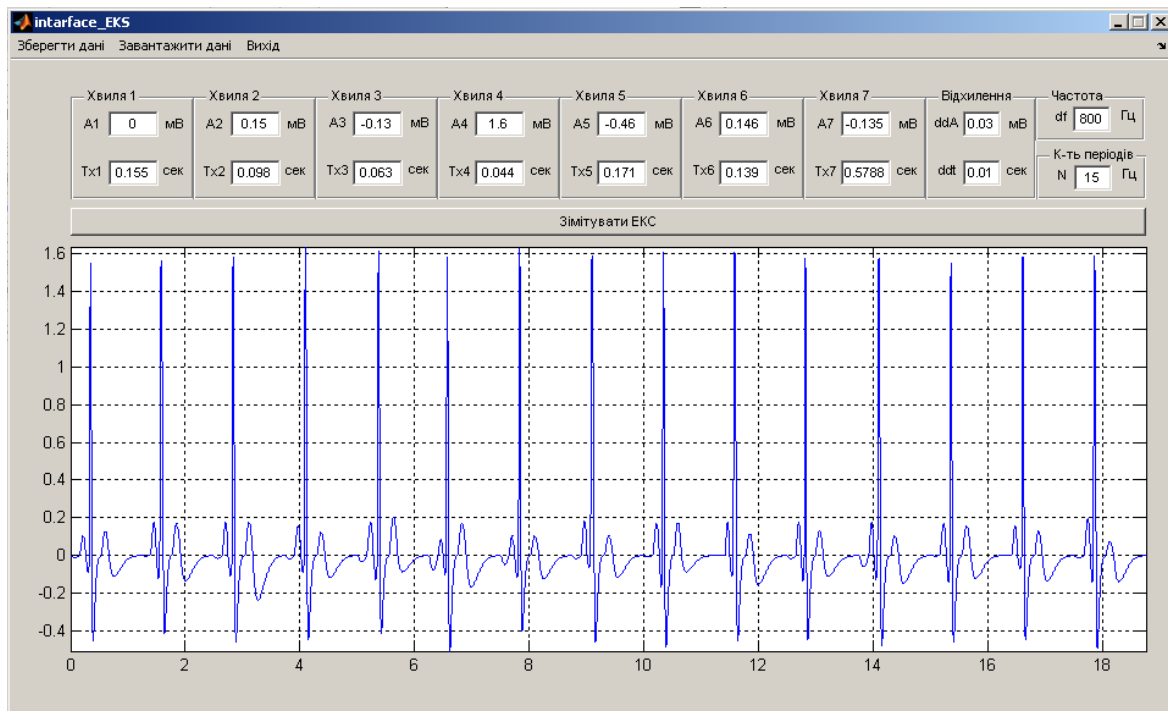 intarface_EKS
Зберегти дані Завантажити дані Вихід
Хвиля 1 Хвиля 2 Хвиля 3 Хвиля 4 Хвиля 5 Хвиля 6 Хвиля 7 Відхилення Частота
A1 0 мВ A2 0.15 мВ A3 -0.13 мВ A4 1.6 мВ A5 -0.46 мВ A6 0.146 мВ A7 -0.135 мВ ddA 0.03 мВ df 800 Гц
К-ть періодів
Tx1 0.155 сек Tx2 0.098 сек Tx3 0.063 сек Tx4 0.044 сек Tx5 0.171 сек Tx6 0.139 сек Tx7 0.5788 сек ddt 0.01 сек N 15 Гц
Зімітувати ЕКС
1.6
1.4
1.2
1
0.8
0.6
0.4
0.2
0
-0.2
-0.4
0 2 4 6 8 10 12 14 16 18